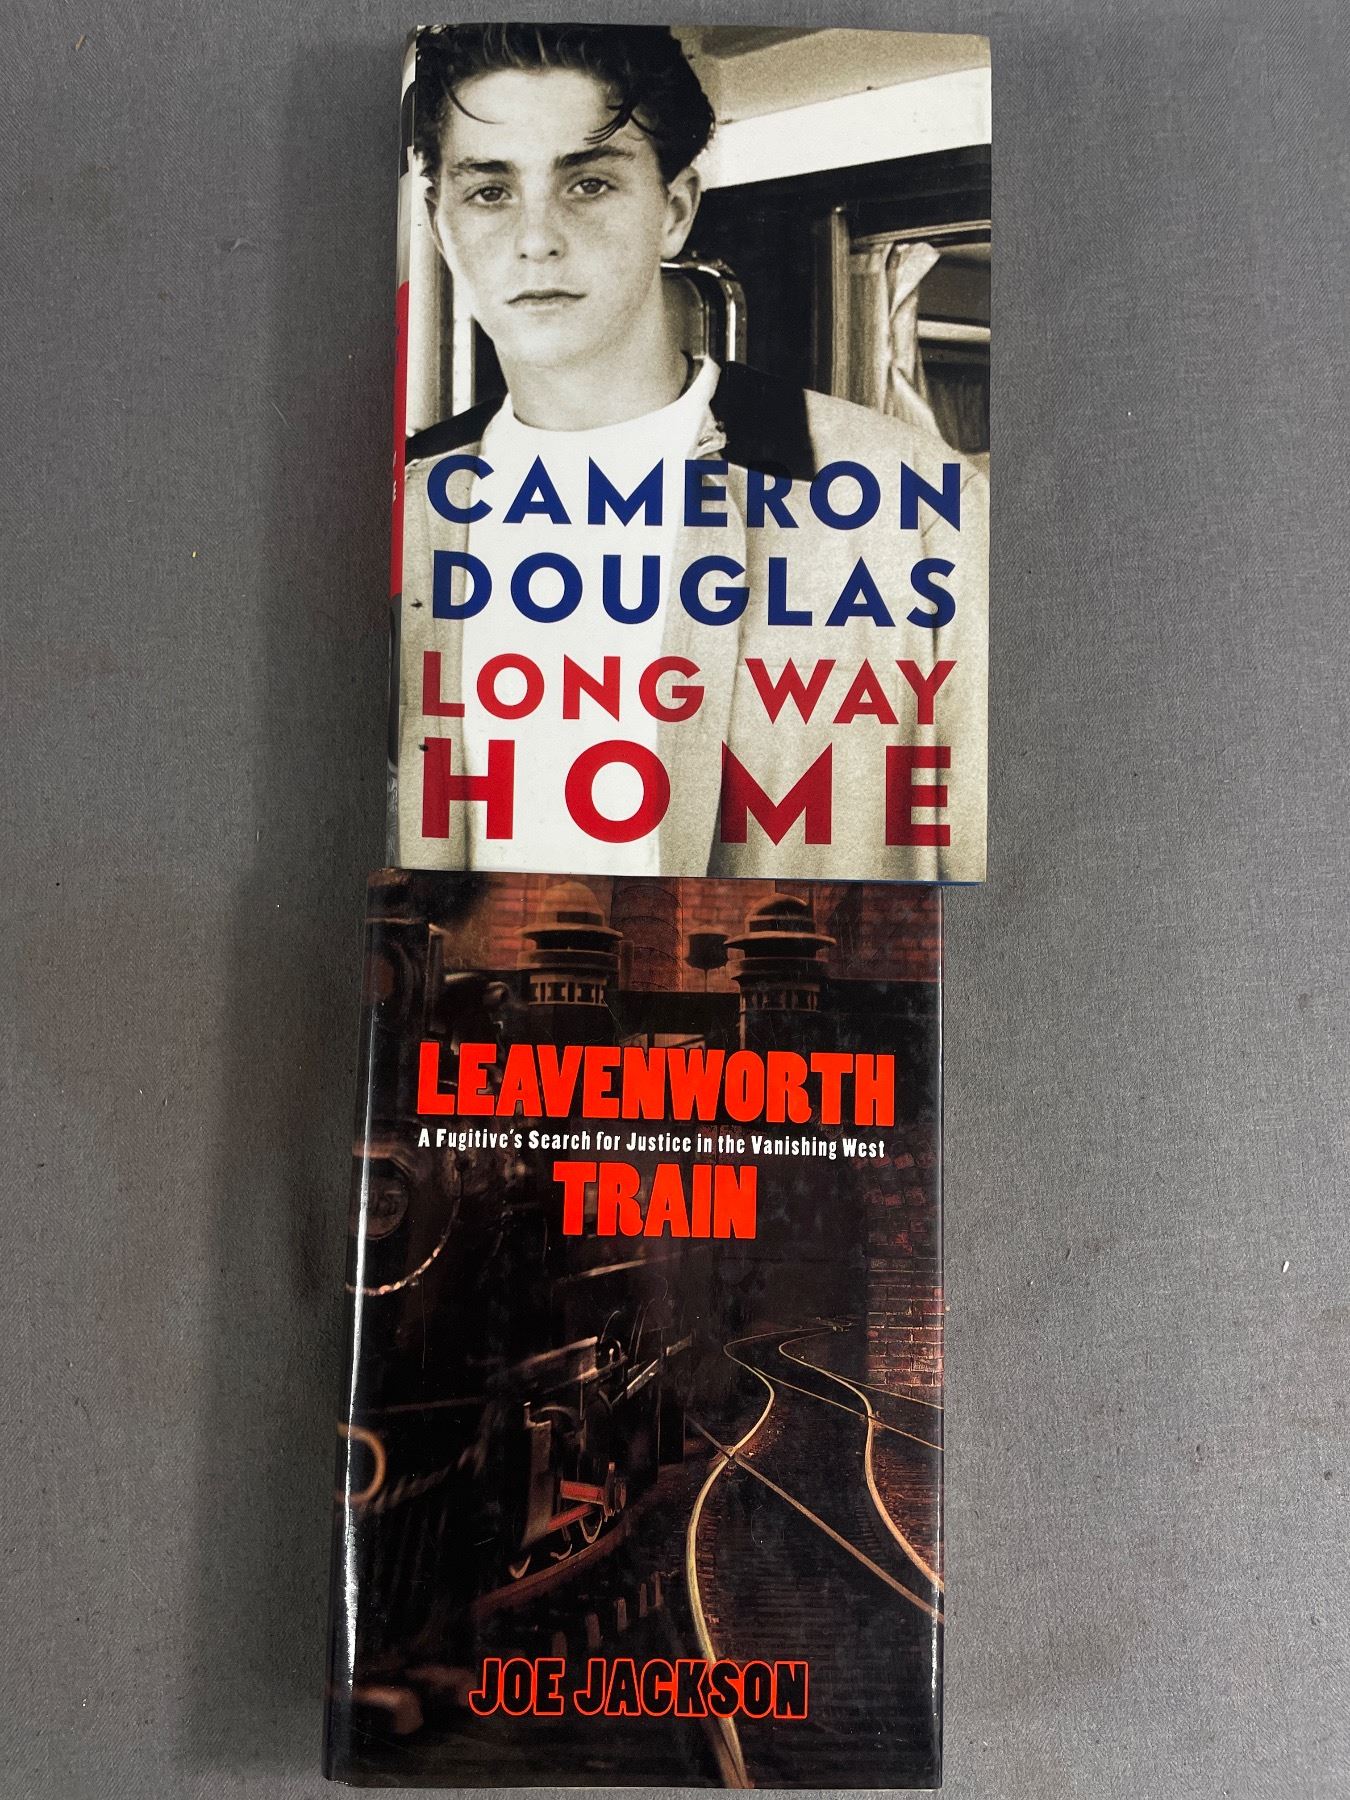 CAMERON
DOUGLAS
LONG WAY
HOME
LEAVENWORTH
A Fugitive's Search for Justice in the Vanishing West
TRAIN
JOE JACKSON